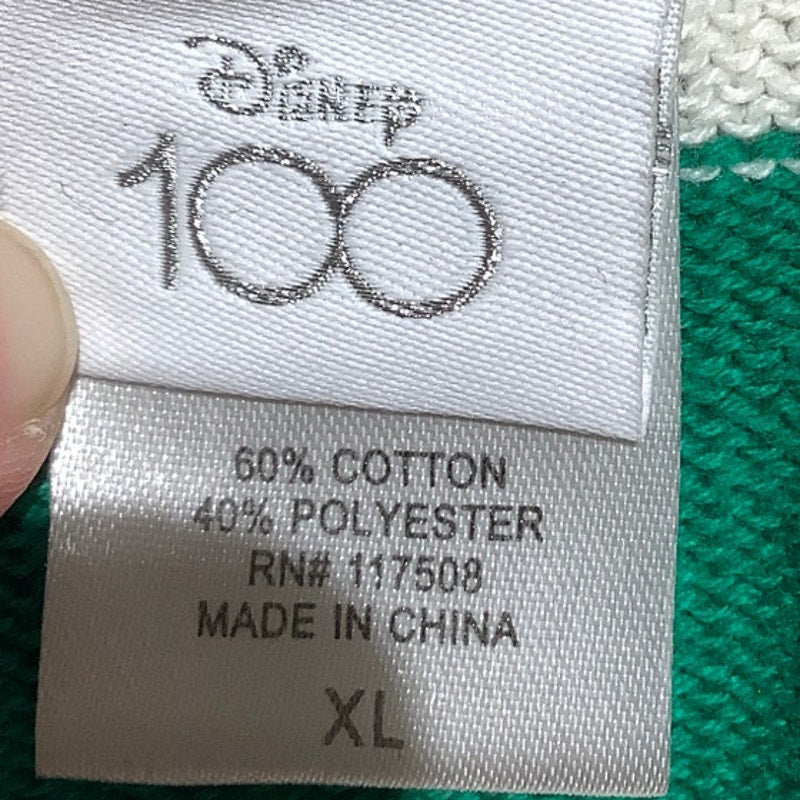 Disney
100
60% COTTON
40% POLYESTER
RN# 117508
MADE IN CHINA
XL